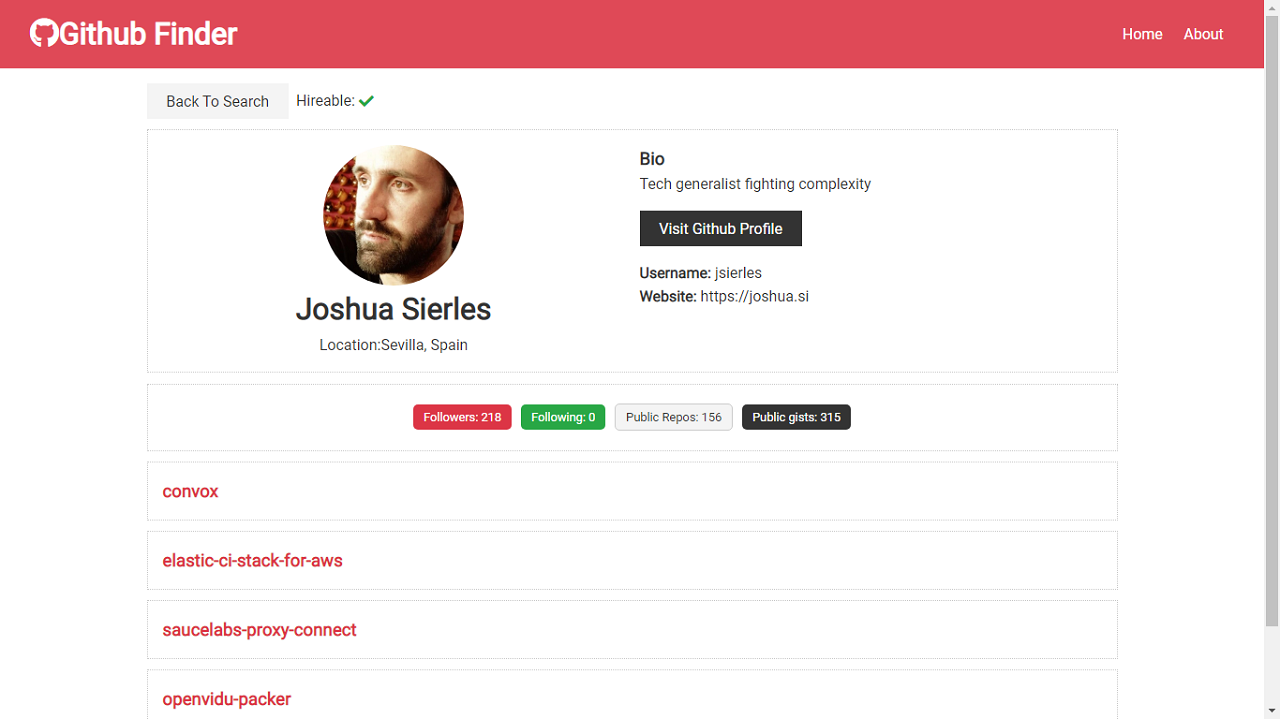 Github Finder
Home About
Back To Search Hireable:
Bio
Tech generalist fighting complexity
Visit Github Profile
Username: jsierles
Website: https://joshua.si
Joshua Sierles
Location:Sevilla, Spain
Followers: 218 Following: 0 Public Repos: 156 Public gists: 315
convox
elastic-ci-stack-for-aws
saucelabs-proxy-connect
openvidu-packer